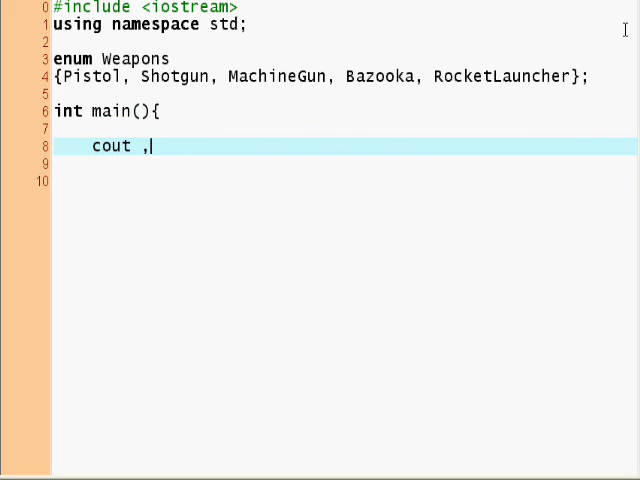 0 #include <iostream>
1 using namespace std;
2
3 enum Weapons
4 {Pistol, Shotgun, MachineGun, Bazooka, RocketLauncher};
5
6 int main(){
7
8 cout ,
9
10